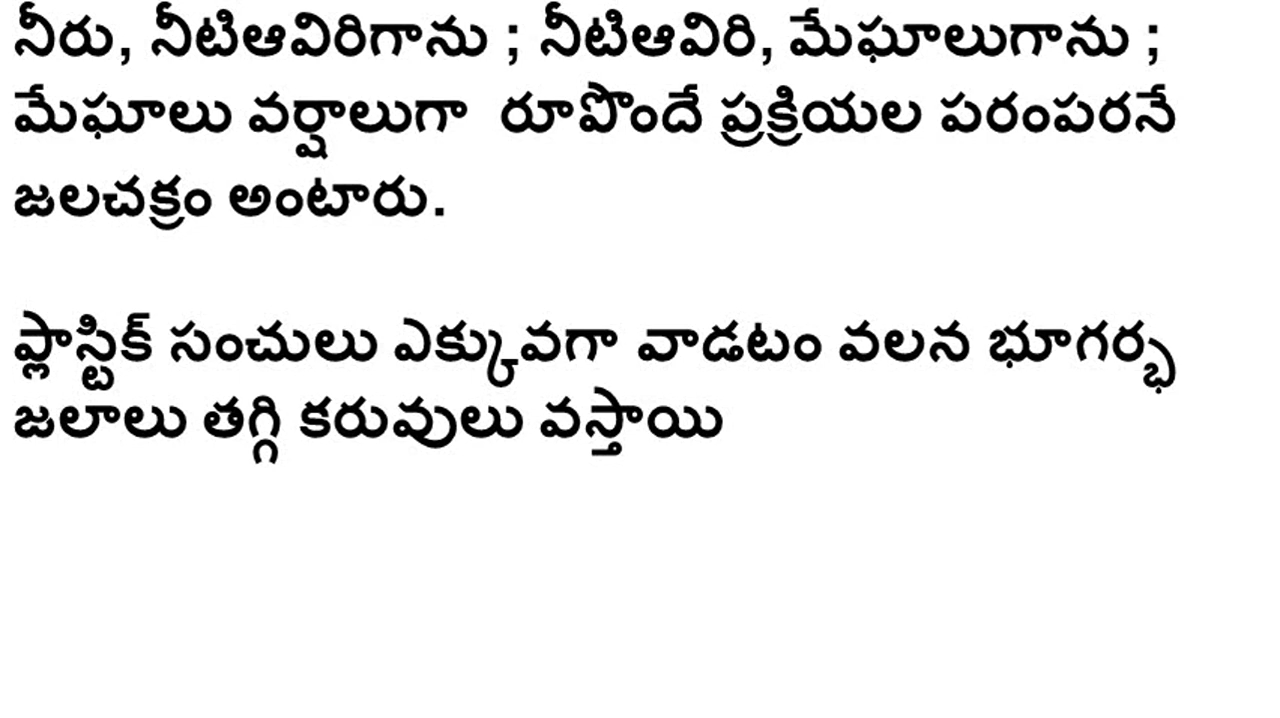 నీరు, నీటిఆవిరిగాను ; నీటిఆవిరి, మేఘాలుగాను ;
మేఘాలు వర్షాలుగా రూపొందే ప్రక్రియల పరంపరనే
జలచక్రం అంటారు.
ప్లాస్టిక్ సంచులు ఎక్కువగా వాడటం వలన భూగర్భ
జలాలు తగ్గి కరువులు వస్తాయి